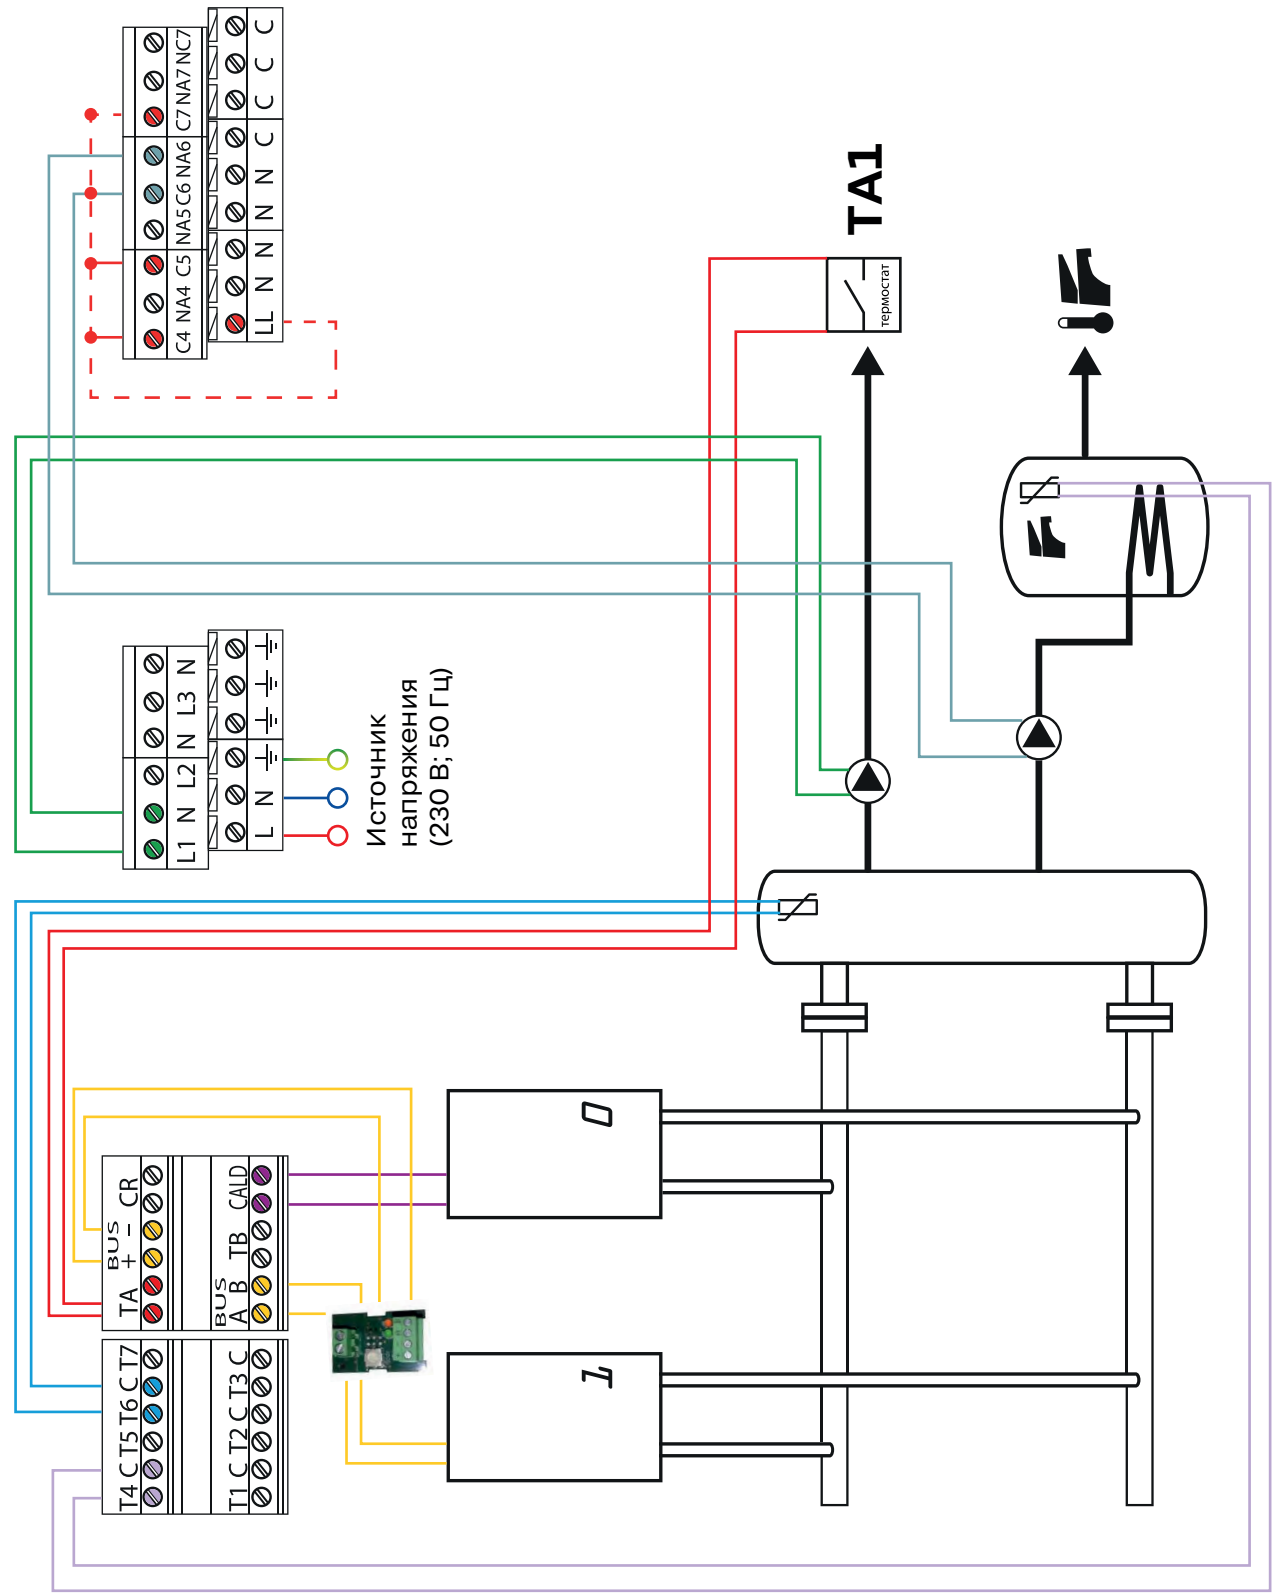 C4 NA4 C5 NA5 C6 NA6 C7 NA7 NC7
LL N N N N C C C C
TA1
термостат
L1 N L2 N L3 N
L N
Источник
напряжения
(230 В; 50 Гц)
BUS
TA + - CR
BUS
A B TB CALD
0
1
T4 C T5 T6 C T7
T1 C T2 C T3 C